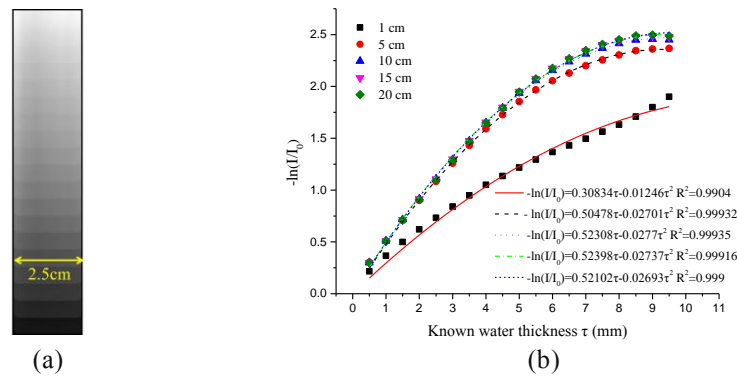 (a)
2.5cm
1 cm
5 cm
10 cm
15 cm
20 cm
-ln(I/I₀)
2.5
2.0
1.5
1.0
0.5
0.0
-ln(I/I₀)=0.30834τ-0.01246τ² R²=0.9904
-ln(I/I₀)=0.50478τ-0.02701τ² R²=0.99932
-ln(I/I₀)=0.52308τ-0.0277τ² R²=0.99935
-ln(I/I₀)=0.52398τ-0.02737τ² R²=0.99916
-ln(I/I₀)=0.52102τ-0.02693τ² R²=0.999
0 1 2 3 4 5 6 7 8 9 10
Known water thickness τ (mm)
(a)
(b)